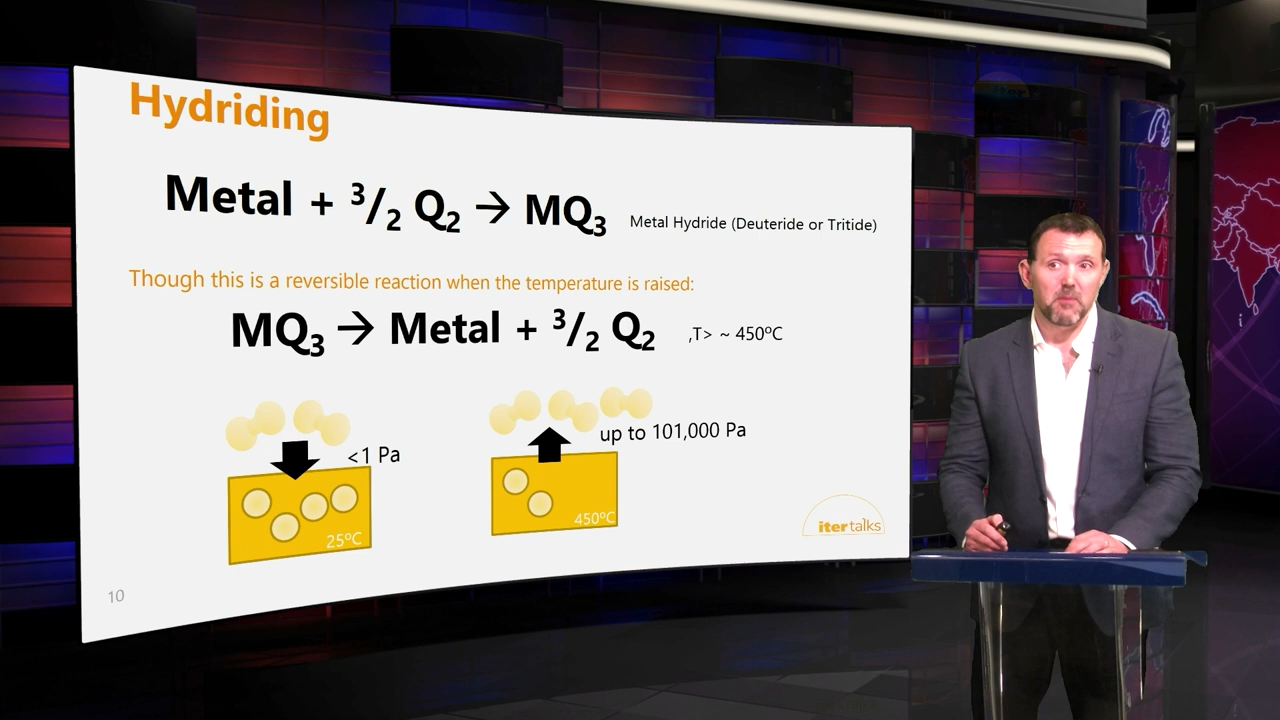 Hydriding
Metal + ³/₂ Q₂ → MQ₃ Metal Hydride (Deuteride or Tritide)
Though this is a reversible reaction when the temperature is raised:
MQ₃ → Metal + ³/₂ Q₂ ,T> ~ 450ºC
<1 Pa
25ºC
up to 101,000 Pa
450ºC
iter talks
10